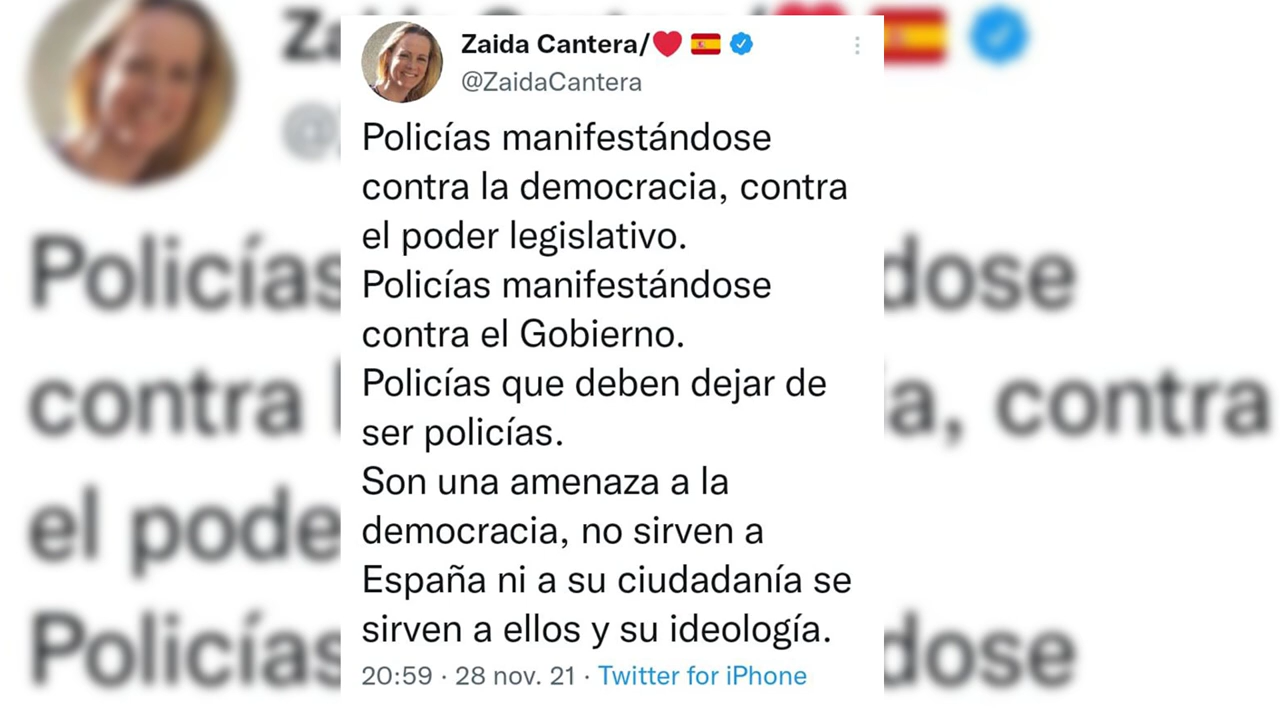 Zaida Cantera/❤️ 🇪🇸
@ZaidaCantera
Policías manifestándose
contra la democracia, contra
el poder legislativo.
Policías manifestándose
contra el Gobierno.
Policías que deben dejar de
ser policías.
Son una amenaza a la
democracia, no sirven a
España ni a su ciudadanía se
sirven a ellos y su ideología.
20:59 · 28 nov. 21 · Twitter for iPhone